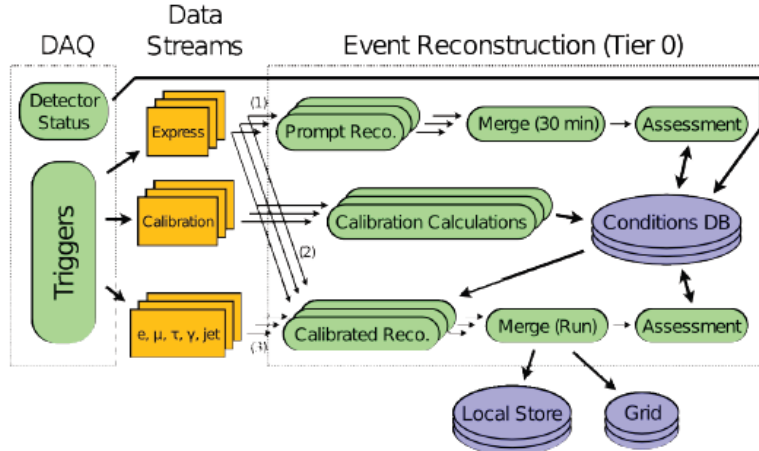 DAQ
Data
Streams
Event Reconstruction (Tier 0)
Detector
Status
Triggers
Express
(1)
Prompt Reco.
Merge (30 min)
Assessment
Calibration
Calibration Calculations
Conditions DB
(2)
e, μ, τ, γ, jet
(3)
Calibrated Reco.
Merge (Run)
Assessment
Local Store
Grid